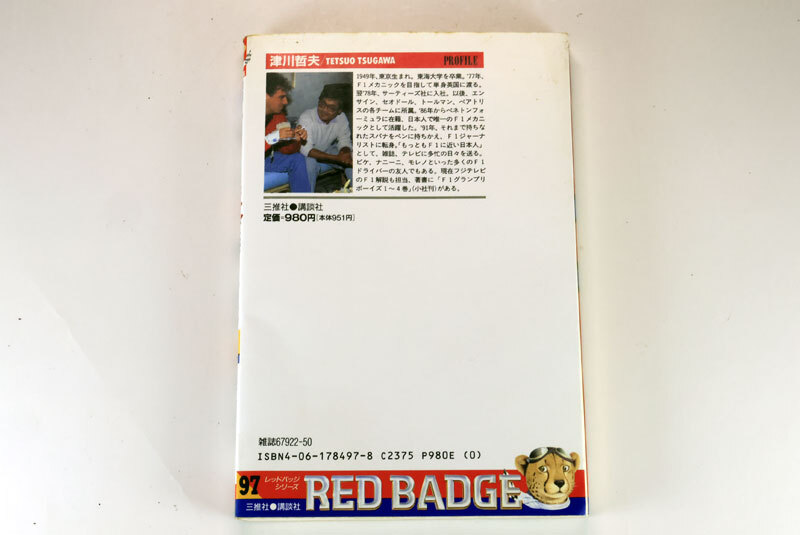 津川哲夫/TETSUO TSUGAWA PROFILE
1949年、東京生まれ。東海大学を卒業。'77年、
F1メカニックを目指して単身英国に渡る。
翌'78年、サーティーズ社に入社。以後、エン
サイン、セオドール、トールマン、ベアトリ
スの各チームに所属。'86年からベネトンフォ
ーミュラに在籍、日本人で唯一のF1メカニ
ックとして活躍した。'91年、それまで持ちな
れたスパナをペンに持ちかえ、F1ジャーナ
リストに転身。「もっともF1に近い日本人」
として、雑誌、テレビに多忙の日々を送る。
ピケ、ナニーニ、モレノといった多くのF1
ドライバーの友人でもある。現在フジテレビ
のF1解説も担当、著書に「F1グランプリ
ボーイズ1〜4巻」(小社刊)がある。
三推社●講談社
定価=980円[本体951円]
雑誌67922-50
ISBN4-06-178497-8 C2375 P980E (0)
97 レッドバッジシリーズ RED BADGE
三推社●講談社